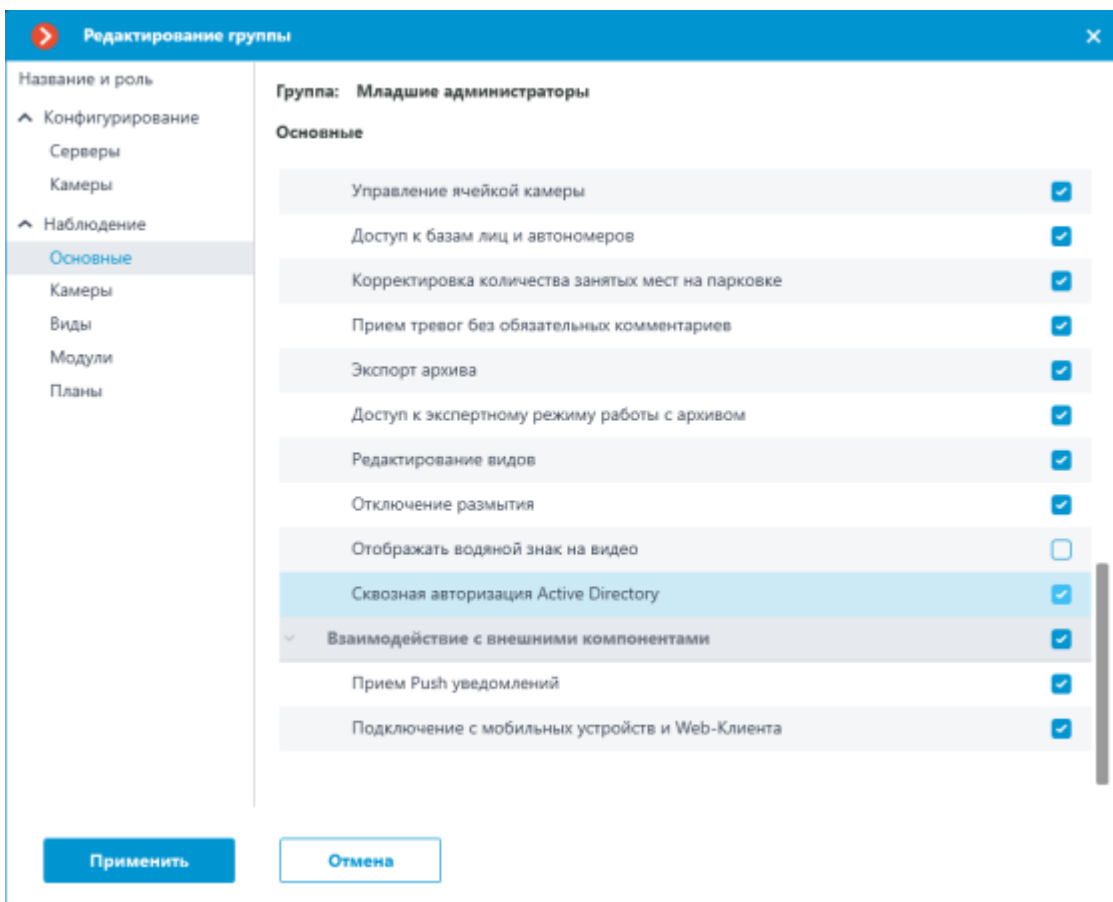 Редактирование группы
Название и роль
Конфигурирование
Серверы
Камеры
Наблюдение
Основные
Камеры
Виды
Модули
Планы
Группа: Младшие администраторы
Основные
Управление ячейкой камеры
Доступ к базам лиц и автономеров
Корректировка количества занятых мест на парковке
Прием тревог без обязательных комментариев
Экспорт архива
Доступ к экспертному режиму работы с архивом
Редактирование видов
Отключение размытия
Отображать водяной знак на видео
Сквозная авторизация Active Directory
Взаимодействие с внешними компонентами
Прием Push уведомлений
Подключение с мобильных устройств и Web-Клиента
Применить
Отмена